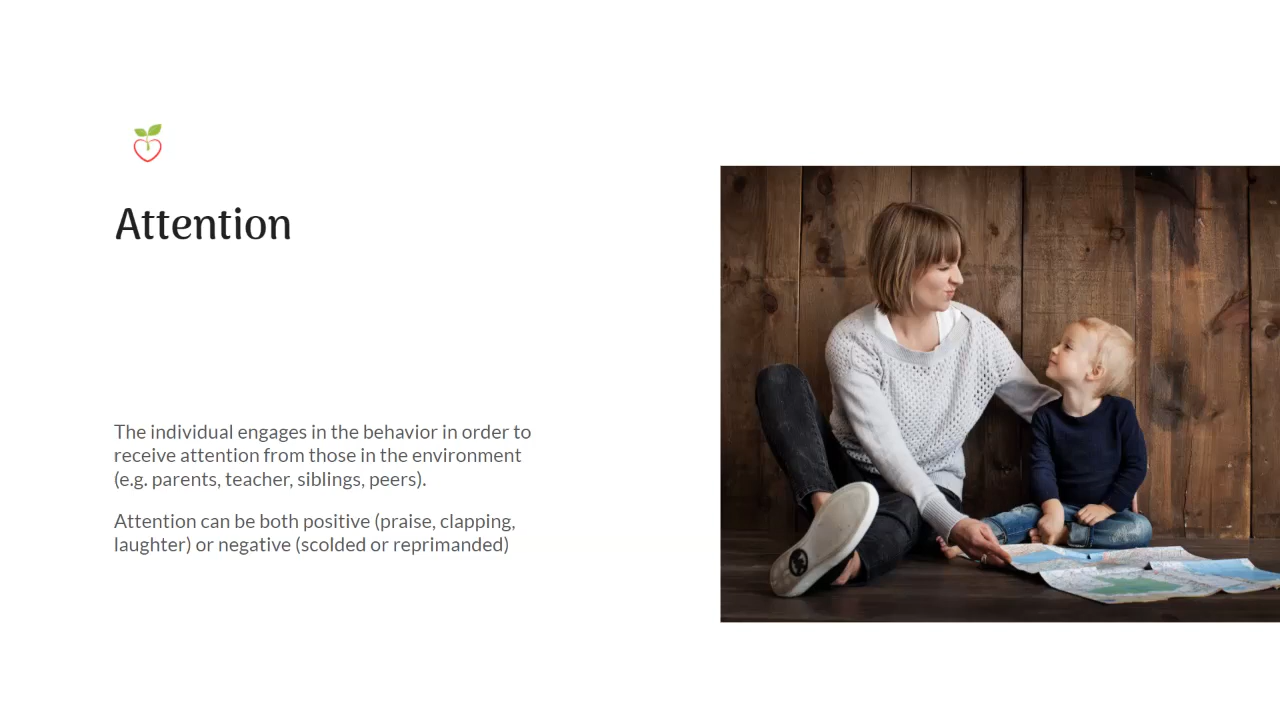 Attention
The individual engages in the behavior in order to
receive attention from those in the environment
(e.g. parents, teacher, siblings, peers).
Attention can be both positive (praise, clapping,
laughter) or negative (scolded or reprimanded)